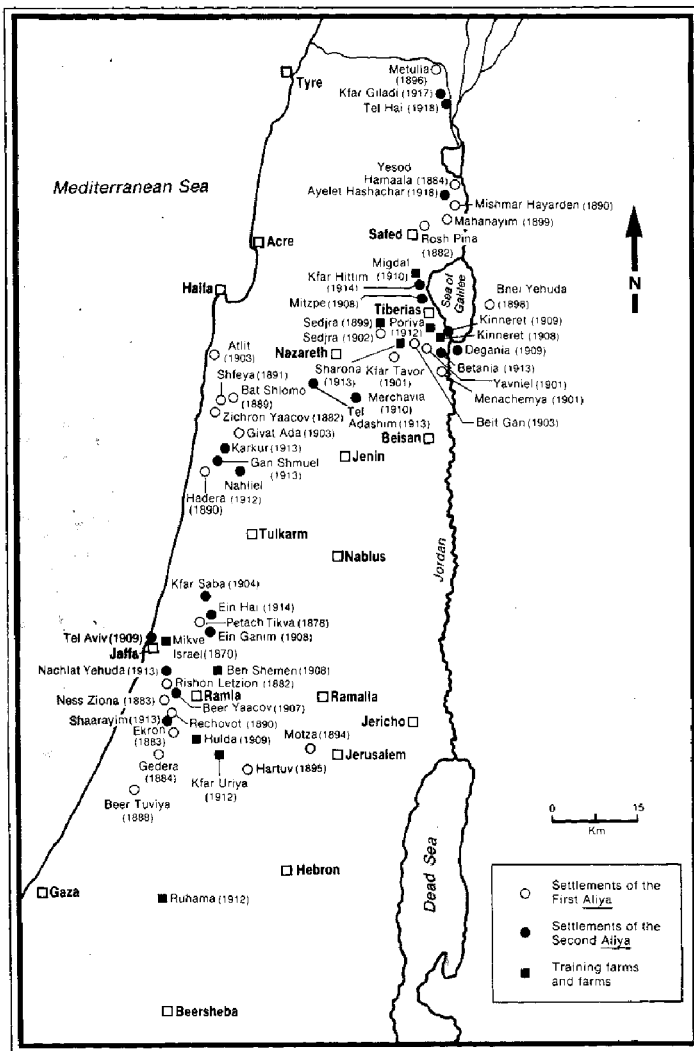 Metulla
(1896)
Tyre
Kfar Giladi (1917)
Tel Hai (1918)
Yesod
Hamaala (1884)
Mediterranean Sea
Ayelet Hashachar
(1918)
Mishmar Hayarden (1890)
Mahanayim (1899)
Safed
Acre
Rosh Pina
(1882)
N
Migdal
(1910)
Kfar Hittim
(1914)
Sea of
Galilee
Bnei Yehuda
(1898)
Haifa
Mitzpe (1908)
Tiberias
Sedjra (1899)
Poriya
(1912)
Kinneret
(1909)
Sedjra
(1902)
Kinneret
(1908)
Atlit
(1903)
Nazareth
Degania (1909)
Sharona
(1913)
Kfar Tavor
(1901)
Betania (1913)
Shfeya (1891)
Yavniel (1901)
Bat Shlomo
(1889)
Merchavia
(1910)
Menachemya (1901)
Zichron Yaacov (1882)
Tel
Adashim (1913)
Beit Gan (1903)
Givat Ada (1903)
Beisan
Karkur (1913)
Jenin
Gan Shmuel
(1913)
Nahliel
(1912)
Hadera
(1890)
Tulkarm
Nablus
Jordan
Kfar Saba (1904)
Ein Hai (1914)
Petach Tikva (1878)
Tel Aviv (1909)
Ein Ganim (1908)
Jaffa
Mikve
Israel (1870)
Nachlat Yehuda (1913)
Ben Shemen (1908)
Rishon Letzion (1882)
Ness Ziona (1883)
Ramla
Ramalla
Beer Yaacov
(1907)
Shaarayim (1913)
Rechovot (1890)
Jericho
Ekron
(1883)
Hulda (1909)
Motza (1894)
Jerusalem
Gedera
(1884)
Kfar Uriya
(1912)
Hartuv (1895)
Beer Tuviya
(1888)
0 15
Km
Hebron
Dead Sea
Gaza
Ruhama (1912)
Beersheba
Settlements of the
First Aliya
Settlements of the
Second Aliya
Training farms
and farms